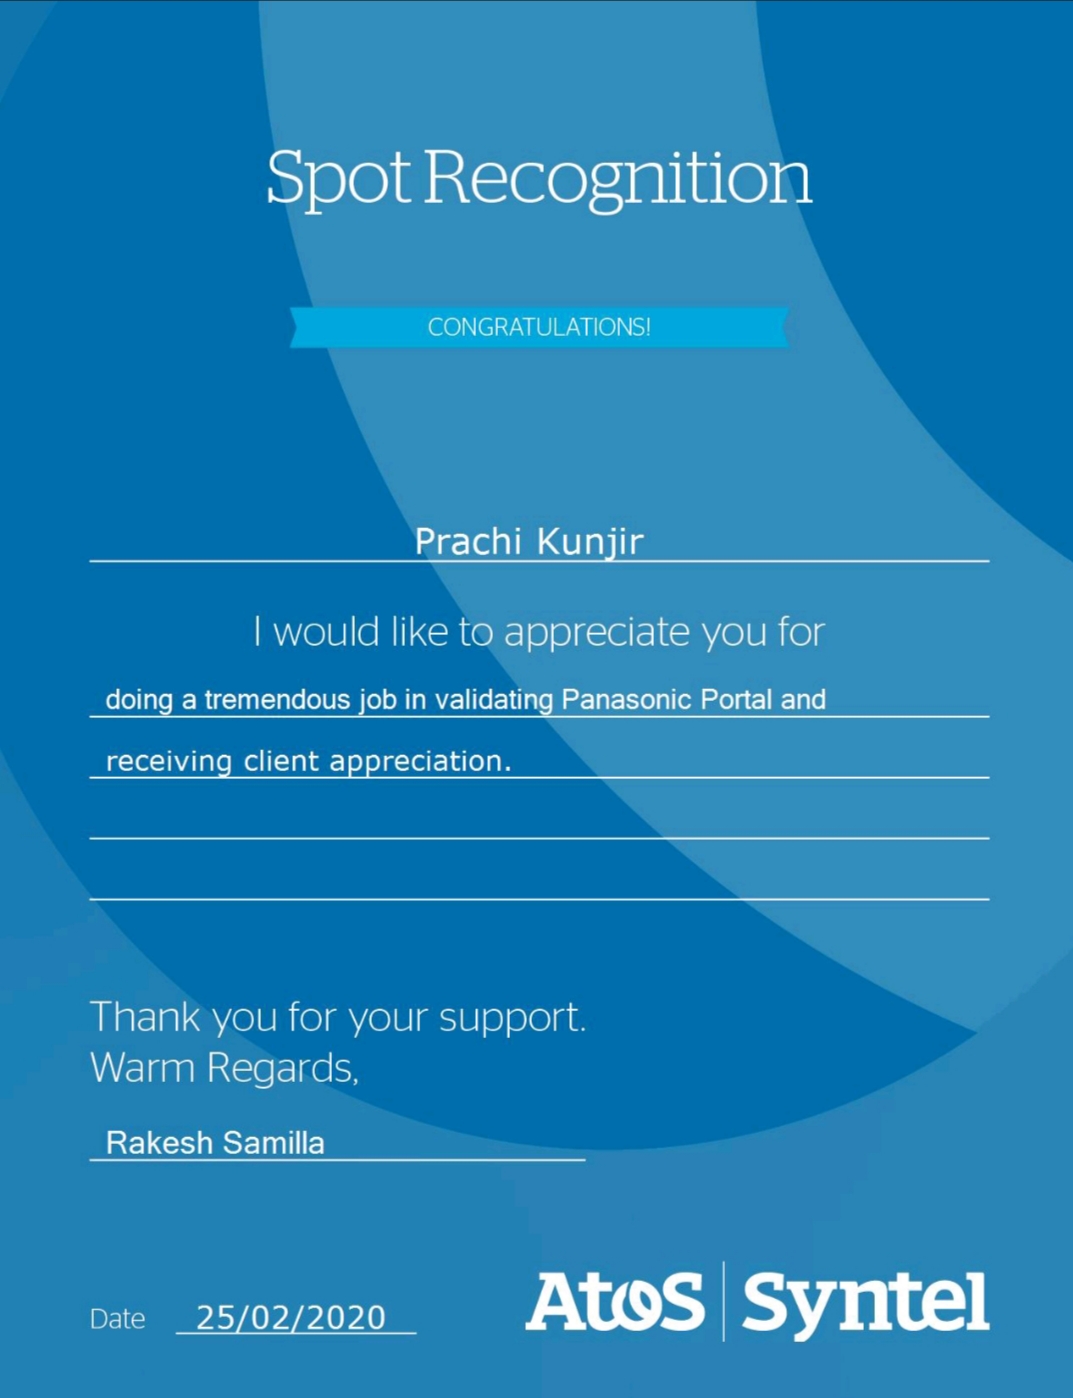 Spot Recognition
CONGRATULATIONS!
Prachi Kunjir
I would like to appreciate you for
doing a tremendous job in validating Panasonic Portal and
receiving client appreciation.
Thank you for your support.
Warm Regards,
Rakesh Samilla
Date 25/02/2020
Atos | Syntel